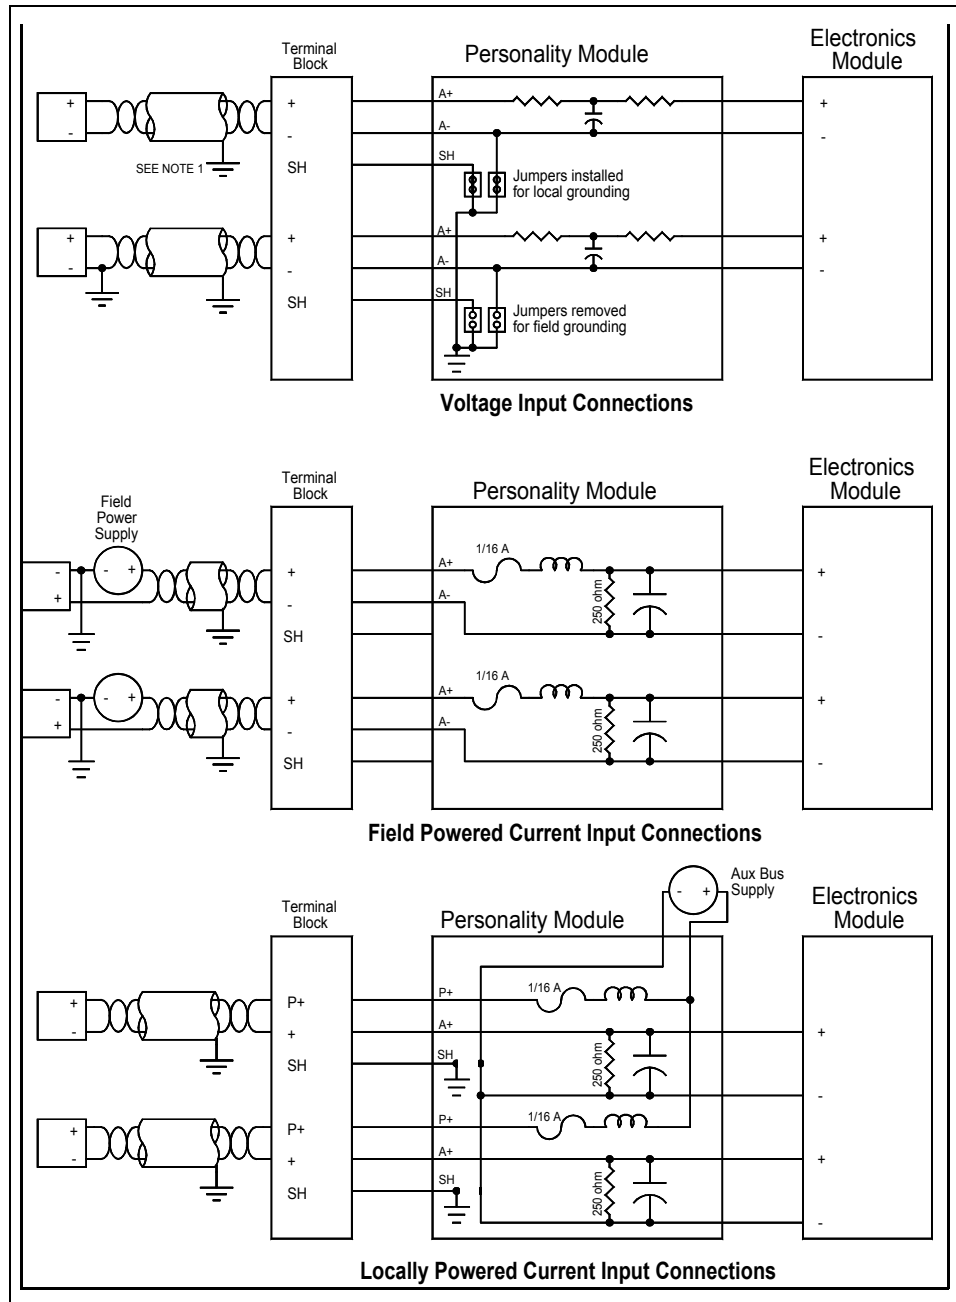 Terminal
Block
Personality Module
Electronics
Module
+
-
SEE NOTE 1
+
-
SH
A+
A-
SH
Jumpers installed
for local grounding
+
-
+
-
+
-
SH
A+
A-
SH
Jumpers removed
for field grounding
+
-
Voltage Input Connections
Field
Power
Supply
Terminal
Block
Personality Module
Electronics
Module
-
+
- +
+
-
SH
A+
A-
1/16 A
250 ohm
+
-
-
+
- +
+
-
SH
A+
A-
1/16 A
250 ohm
+
-
Field Powered Current Input Connections
Terminal
Block
Personality Module
- +
Aux Bus
Supply
Electronics
Module
+
-
P+
+
SH
P+
A+
SH
1/16 A
250 ohm
+
-
+
-
P+
+
SH
P+
A+
SH
1/16 A
250 ohm
+
-
Locally Powered Current Input Connections